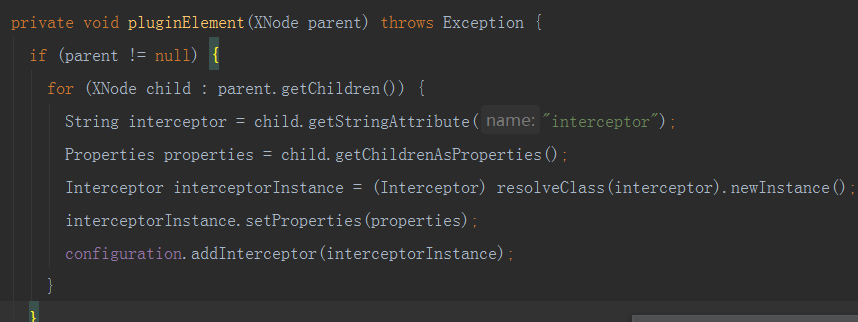 private void pluginElement(XNode parent) throws Exception {
  if (parent != null) {
    for (XNode child : parent.getChildren()) {
      String interceptor = child.getStringAttribute( name: "interceptor");
      Properties properties = child.getChildrenAsProperties();
      Interceptor interceptorInstance = (Interceptor) resolveClass(interceptor).newInstance();
      interceptorInstance.setProperties(properties);
      configuration.addInterceptor(interceptorInstance);
    }
  }